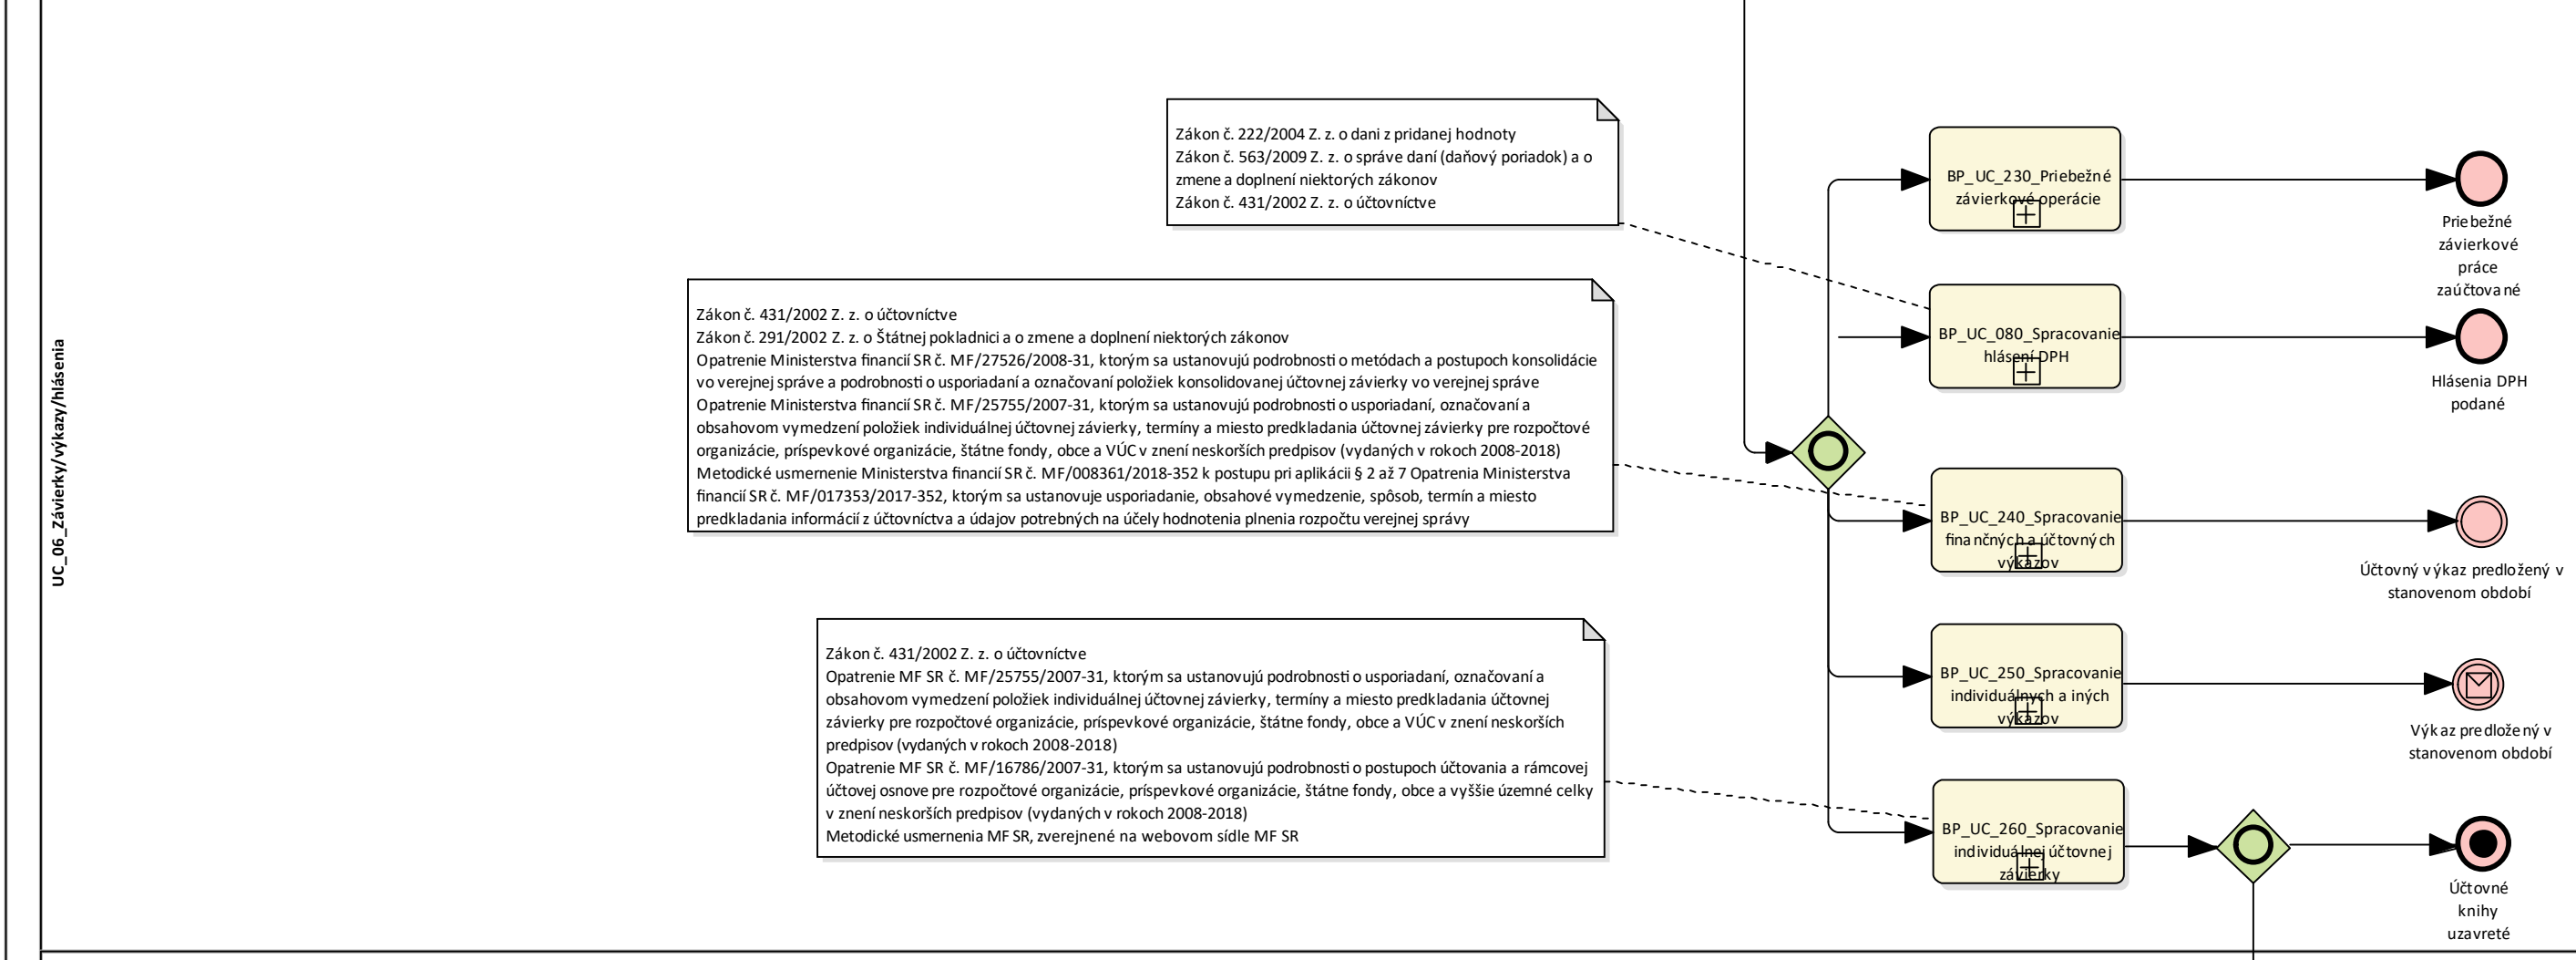 UC_06_Závierky/výkazy/hlásenia
Zákon č. 222/2004 Z. z. o dani z pridanej hodnoty
Zákon č. 563/2009 Z. z. o správe daní (daňový poriadok) a o
zmene a doplnení niektorých zákonov
Zákon č. 431/2002 Z. z. o účtovníctve
BP_UC_230_Priebežné
závierkové operácie
Priebežné
závierkové
práce
zaúčtované
Zákon č. 431/2002 Z. z. o účtovníctve
Zákon č. 291/2002 Z. z. o Štátnej pokladnici a o zmene a doplnení niektorých zákonov
Opatrenie Ministerstva financií SR č. MF/27526/2008-31, ktorým sa ustanovujú podrobnosti o metódach a postupoch konsolidácie
vo verejnej správe a podrobnosti o usporiadaní a označovaní položiek konsolidovanej účtovnej závierky vo verejnej správe
Opatrenie Ministerstva financií SR č. MF/25755/2007-31, ktorým sa ustanovujú podrobnosti o usporiadaní, označovaní a
obsahovom vymedzení položiek individuálnej účtovnej závierky, termíny a miesto predkladania účtovnej závierky pre rozpočtové
organizácie, príspevkové organizácie, štátne fondy, obce a VÚC v znení neskorších predpisov (vydaných v rokoch 2008-2018)
Metodické usmernenie Ministerstva financií SR č. MF/008361/2018-352 k postupu pri aplikácii § 2 až 7 Opatrenia Ministerstva
financií SR č. MF/017353/2017-352, ktorým sa ustanovuje usporiadanie, obsahové vymedzenie, spôsob, termín a miesto
predkladania informácií z účtovníctva a údajov potrebných na účely hodnotenia plnenia rozpočtu verejnej správy
BP_UC_080_Spracovanie
hlásení DPH
Hlásenia DPH
podané
BP_UC_240_Spracovanie
finančných a účtovných
výkazov
Účtovný výkaz predložený v
stanovenom období
Zákon č. 431/2002 Z. z. o účtovníctve
Opatrenie MF SR č. MF/25755/2007-31, ktorým sa ustanovujú podrobnosti o usporiadaní, označovaní a
obsahovom vymedzení položiek individuálnej účtovnej závierky, termíny a miesto predkladania účtovnej
závierky pre rozpočtové organizácie, príspevkové organizácie, štátne fondy, obce a VÚC v znení neskorších
predpisov (vydaných v rokoch 2008-2018)
Opatrenie MF SR č. MF/16786/2007-31, ktorým sa ustanovujú podrobnosti o postupoch účtovania a rámcovej
účtovej osnove pre rozpočtové organizácie, príspevkové organizácie, štátne fondy, obce a vyššie územné celky
v znení neskorších predpisov (vydaných v rokoch 2008-2018)
Metodické usmernenia MF SR, zverejnené na webovom sídle MF SR
BP_UC_250_Spracovanie
individuálnych a iných
výkazov
Výkaz predložený v
stanovenom období
BP_UC_260_Spracovanie
individuálnej účtovnej
závierky
Účtovné
knihy
uzavreté